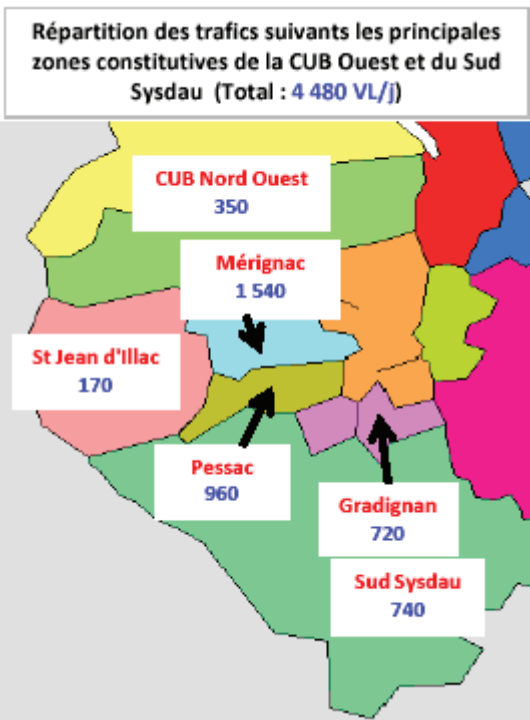 Répartition des trafics suivants les principales
zones constitutives de la CUB Ouest et du Sud
Sysdau (Total : 4 480 VL/j)
CUB Nord Ouest
350
Mérignac
1 540
St Jean d'Illac
170
Pessac
960
Gradignan
720
Sud Sysdau
740